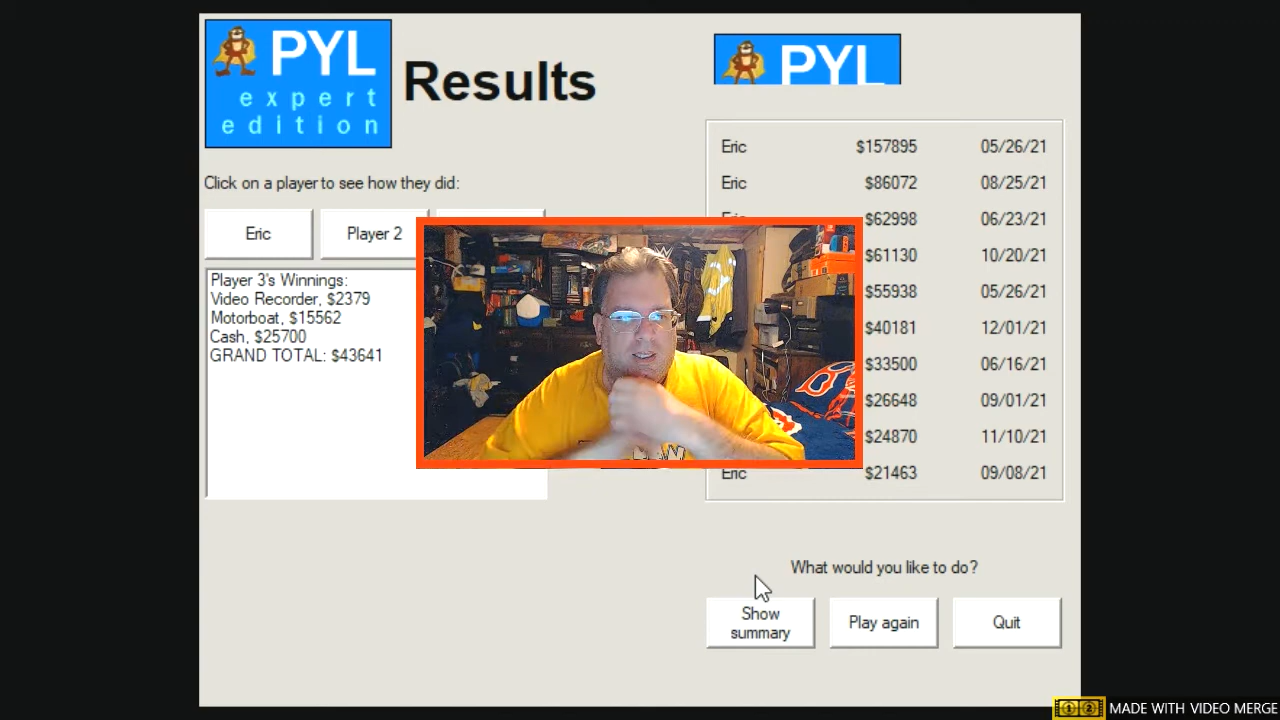 PYL
expert
edition
Results
PYL
Click on a player to see how they did:
Eric
Player 2
Player 3's Winnings:
Video Recorder, $2379
Motorboat, $15562
Cash, $25700
GRAND TOTAL: $43641
Eric $157895 05/26/21
Eric $86072 08/25/21
Eric $62998 06/23/21
$61130 10/20/21
$55938 05/26/21
$40181 12/01/21
$33500 06/16/21
$26648 09/01/21
$24870 11/10/21
Eric $21463 09/08/21
What would you like to do?
Show
summary
Play again
Quit
MADE WITH VIDEO MERGE